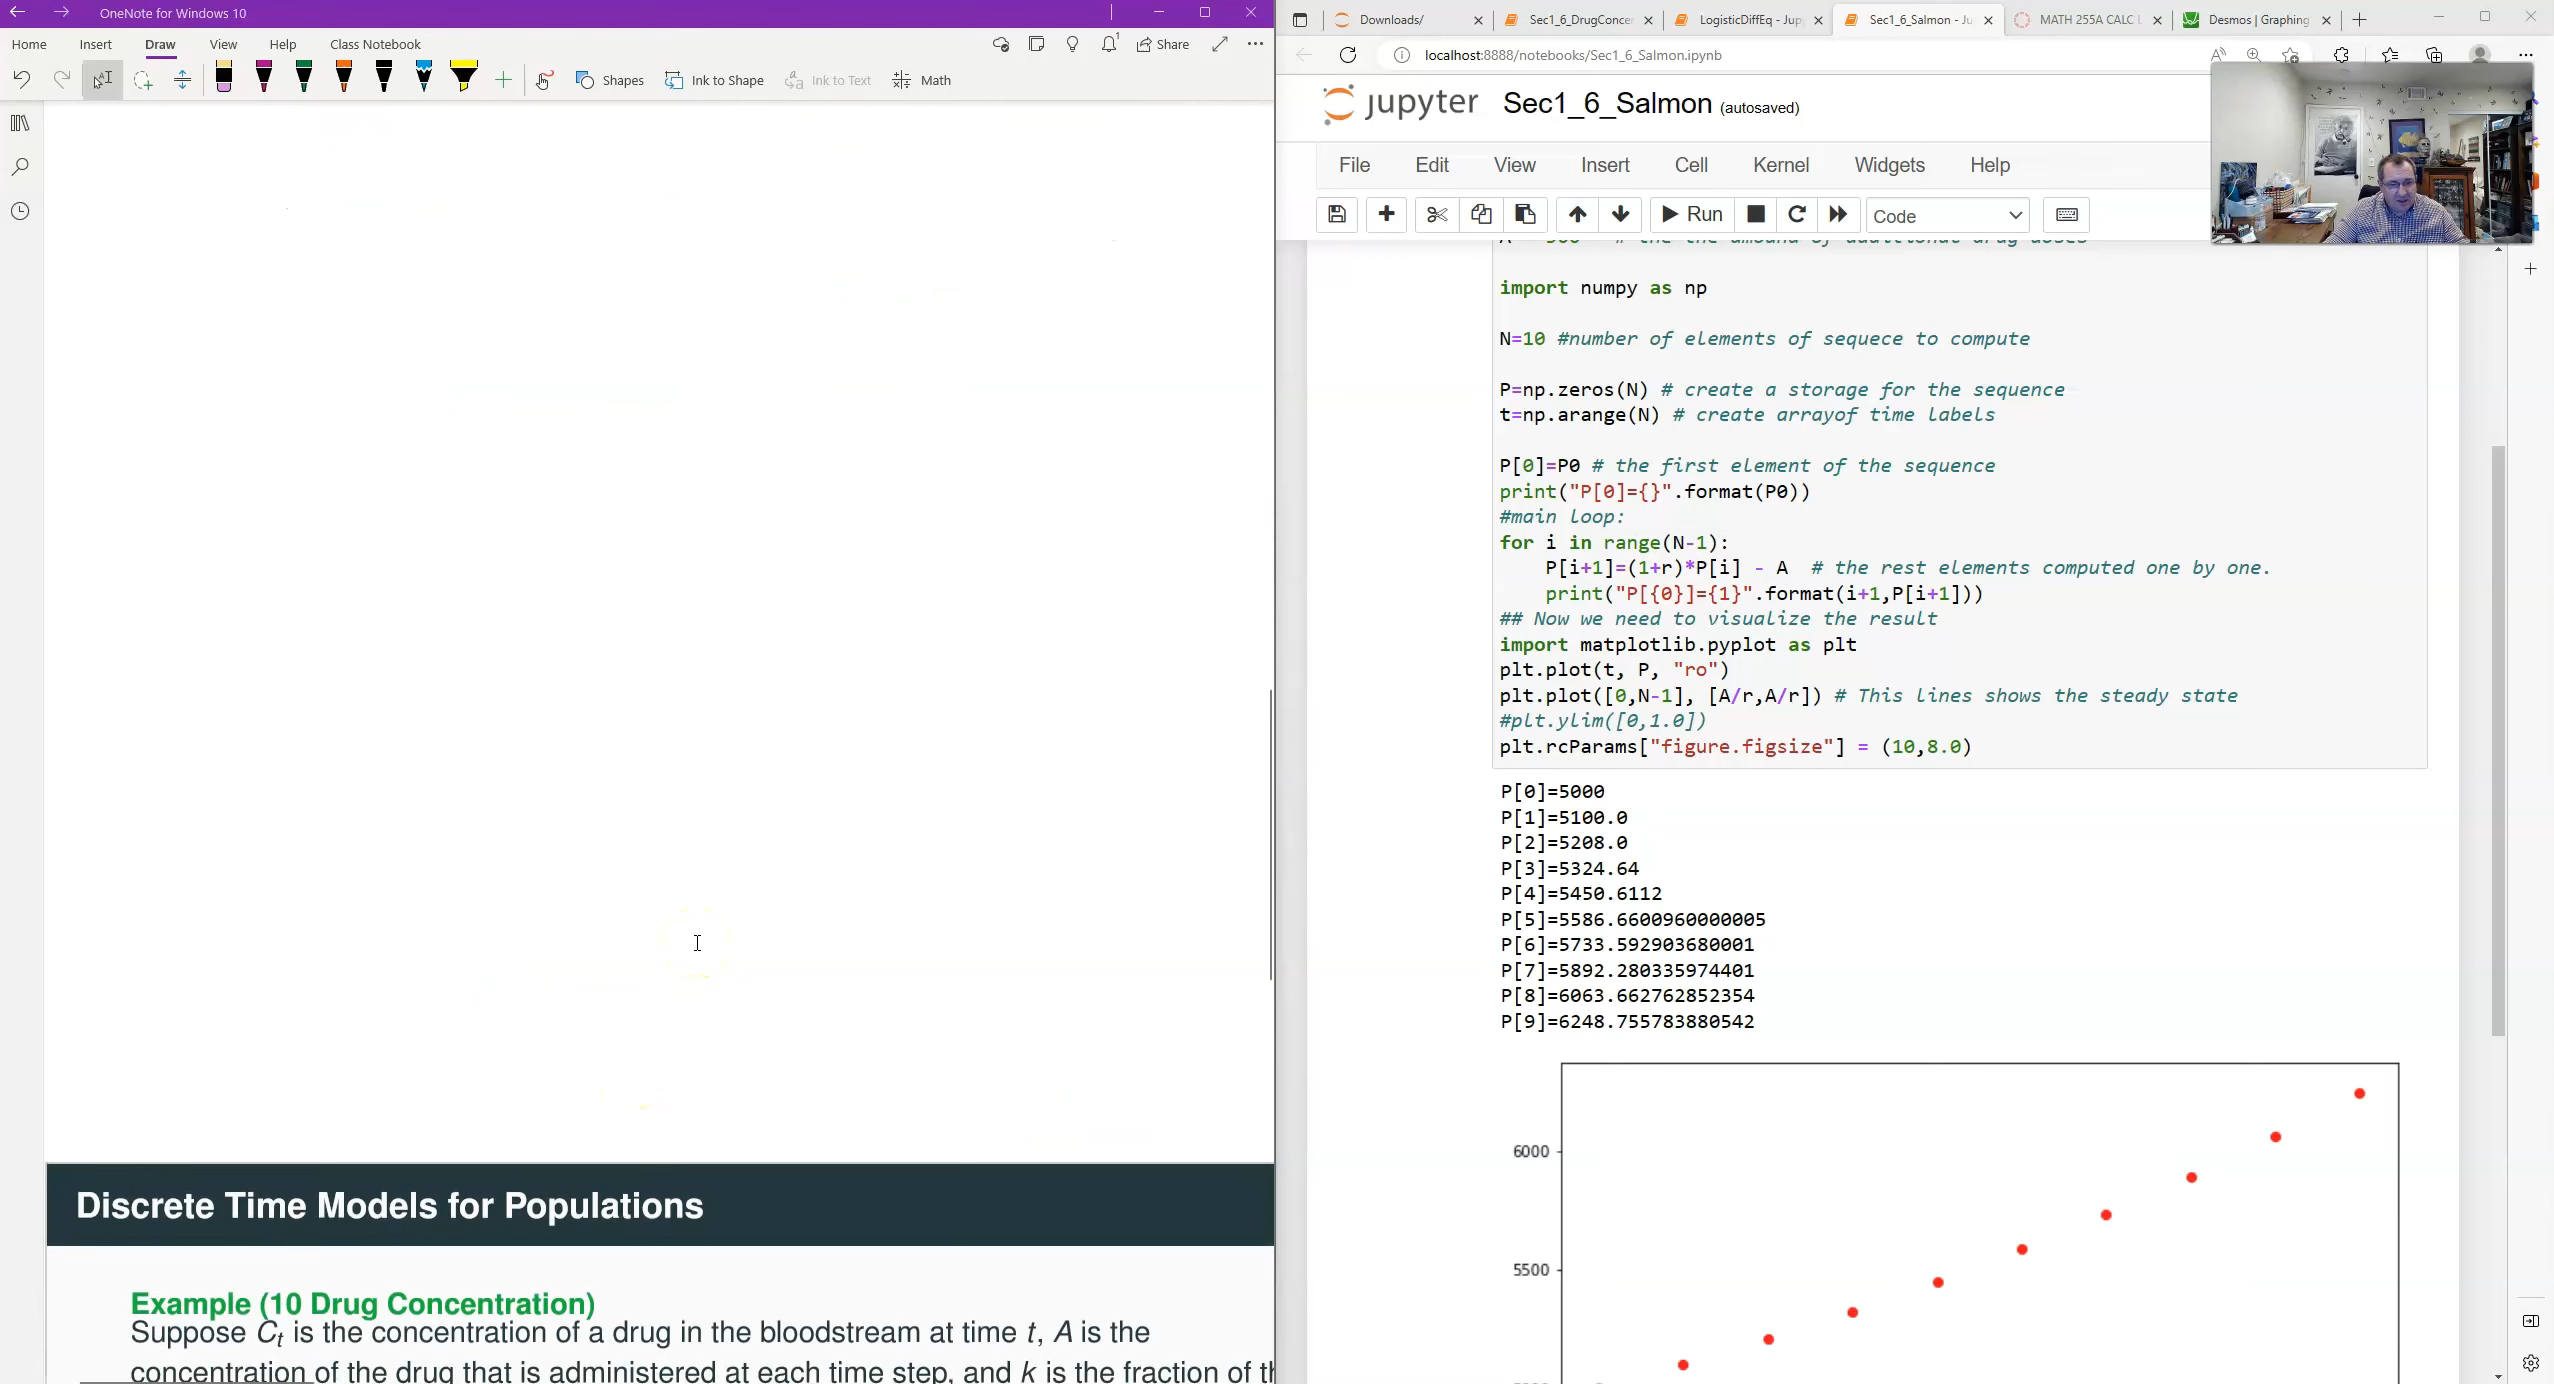 OneNote for Windows 10
Home Insert Draw View Help Class Notebook
1
Share
Shapes Ink to Shape Ink to Text Math
Discrete Time Models for Populations
Example (10 Drug Concentration)
Suppose Ct is the concentration of a drug in the bloodstream at time t, A is the
concentration of the drug that is administered at each time step, and k is the fraction of
Downloads/
Sec1_6_DrugConcer
LogisticDiffEq - Jup
Sec1_6_Salmon - Ju
MATH 255A CALC
Desmos | Graphing
localhost:8888/notebooks/Sec1_6_Salmon.ipynb
jupyter Sec1_6_Salmon (autosaved)
File Edit View Insert Cell Kernel Widgets Help
Run Code
import numpy as np
N=10 #number of elements of sequece to compute
P=np.zeros(N) # create a storage for the sequence
t=np.arange(N) # create arrayof time labels
P[0]=P0 # the first element of the sequence
print("P[0]={}".format(P0))
#main loop:
for i in range(N-1):
P[i+1]=(1+r)*P[i] - A # the rest elements computed one by one.
print("P[{0}]={1}".format(i+1,P[i+1]))
## Now we need to visualize the result
import matplotlib.pyplot as plt
plt.plot(t, P, "ro")
plt.plot([0,N-1], [A/r,A/r]) # This lines shows the steady state
#plt.ylim([0,1.0])
plt.rcParams["figure.figsize"] = (10,8.0)
P[0]=5000
P[1]=5100.0
P[2]=5208.0
P[3]=5324.64
P[4]=5450.6112
P[5]=5586.6600960000005
P[6]=5733.592903680001
P[7]=5892.280335974401
P[8]=6063.662762852354
P[9]=6248.755783880542
6000
5500